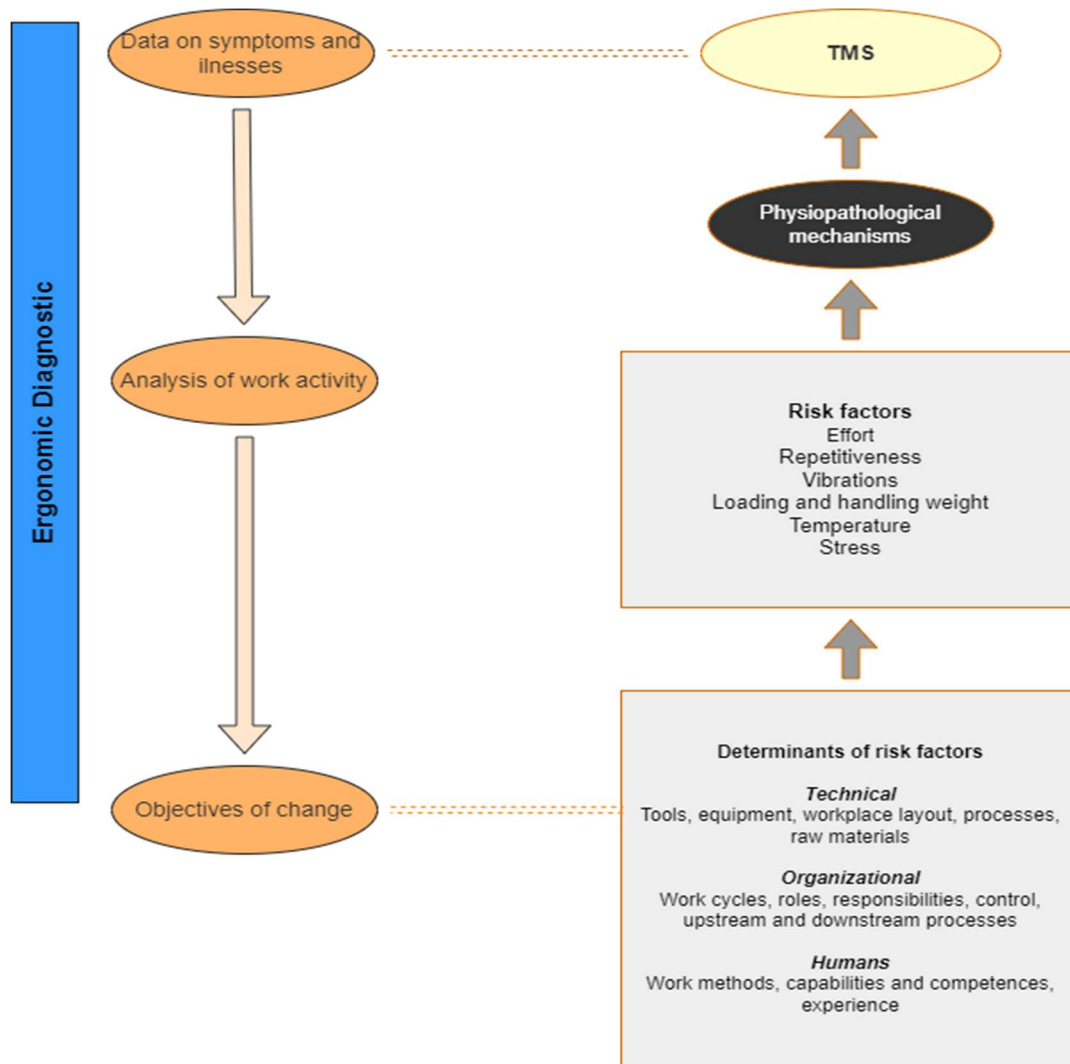 Ergonomic Diagnostic
Data on symptoms and
ilnesses
TMS
Physiopathological
mechanisms
Analysis of work activity
Risk factors
Effort
Repetitiveness
Vibrations
Loading and handling weight
Temperature
Stress
Objectives of change
Determinants of risk factors
Technical
Tools, equipment, workplace layout, processes,
raw materials
Organizational
Work cycles, roles, responsibilities, control,
upstream and downstream processes
Humans
Work methods, capabilities and competences,
experience